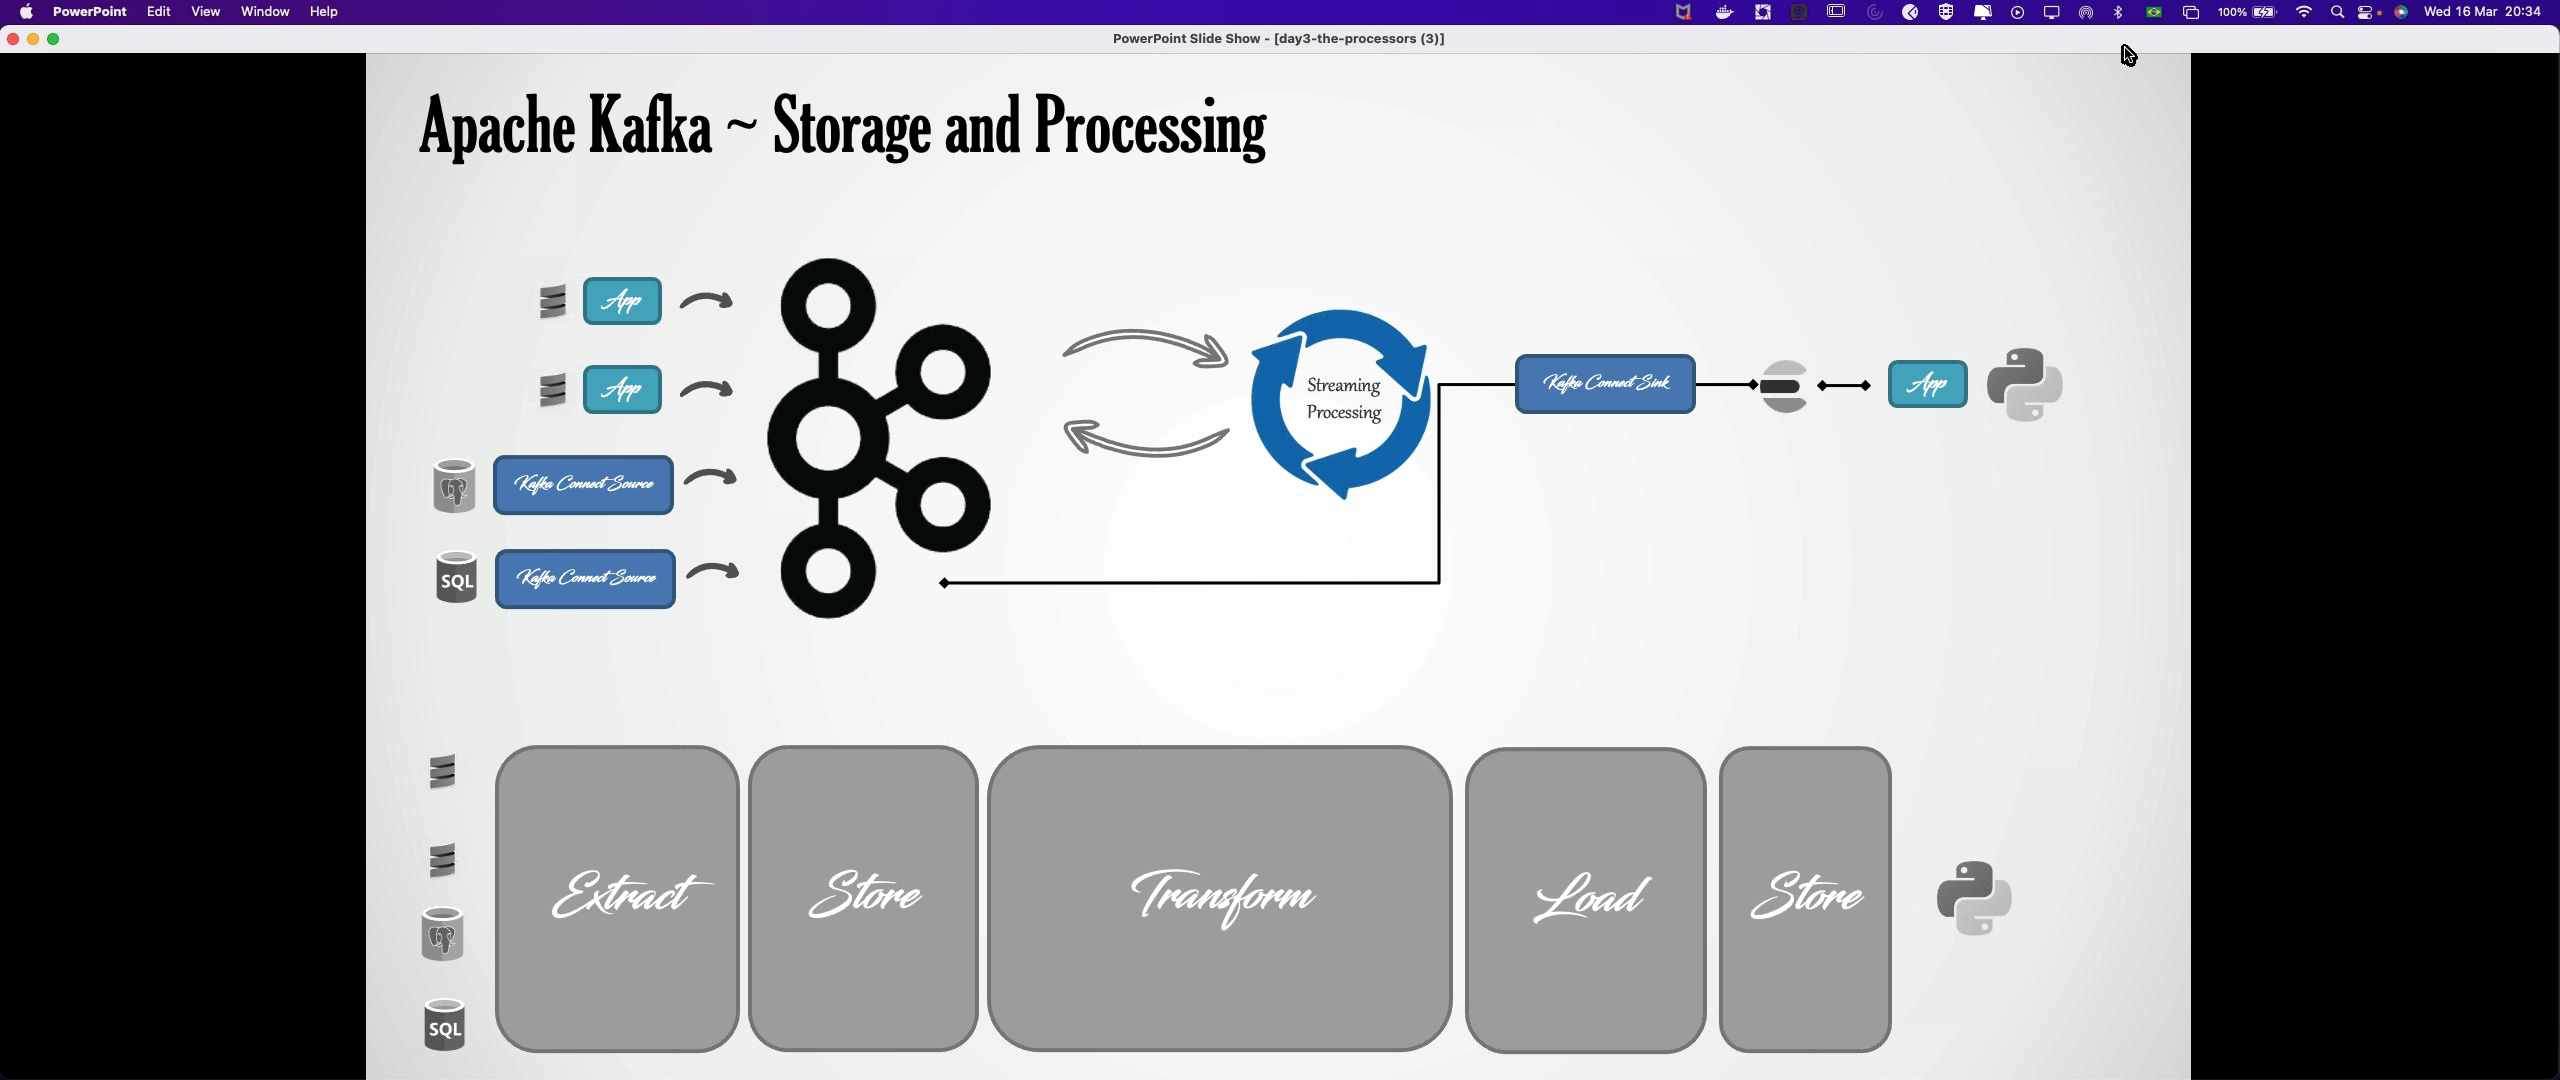 PowerPoint Edit View Window Help
100% Wed 16 Mar 20:34
PowerPoint Slide Show - [day3-the-processors (3)]
Apache Kafka ~ Storage and Processing
App
App
Kafka Connect Source
SQL
Kafka Connect Source
Streaming
Processing
Kafka Connect Sink
App
Extract
Store
Transform
Load
Store
SQL